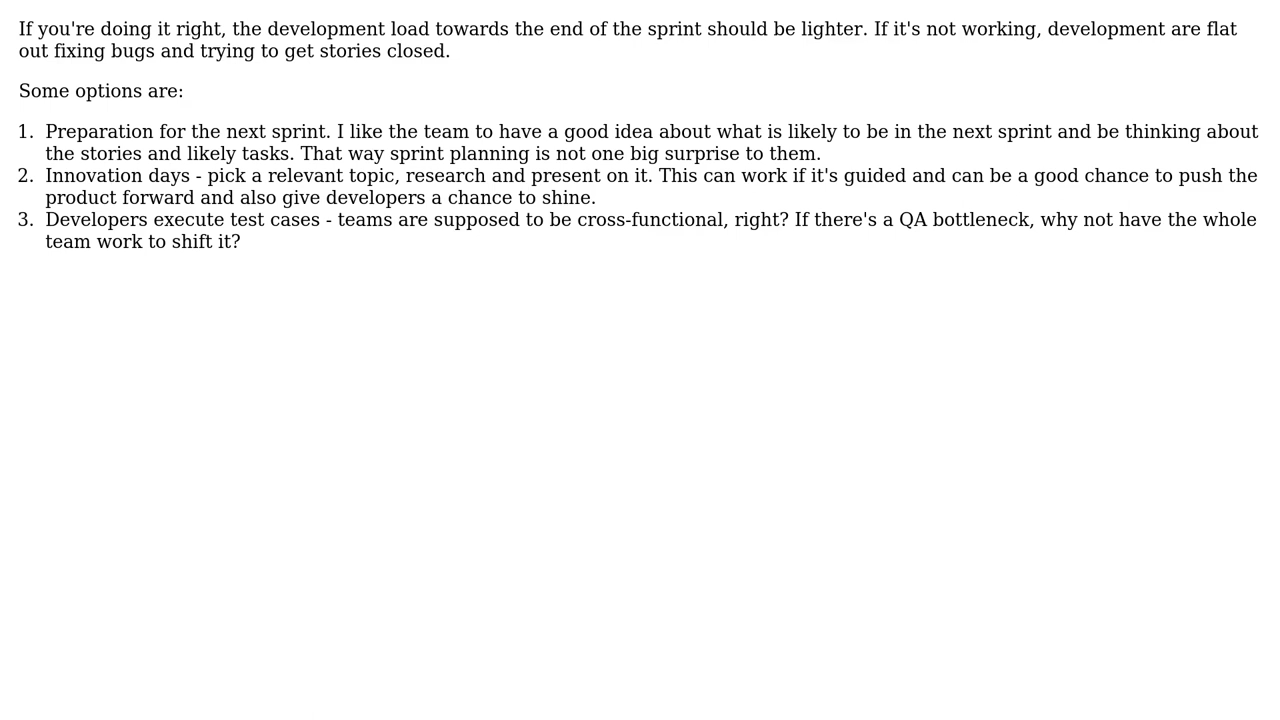 If you're doing it right, the development load towards the end of the sprint should be lighter. If it's not working, development are flat
out fixing bugs and trying to get stories closed.
Some options are:
1. Preparation for the next sprint. I like the team to have a good idea about what is likely to be in the next sprint and be thinking about
the stories and likely tasks. That way sprint planning is not one big surprise to them.
2. Innovation days - pick a relevant topic, research and present on it. This can work if it's guided and can be a good chance to push the
product forward and also give developers a chance to shine.
3. Developers execute test cases - teams are supposed to be cross-functional, right? If there's a QA bottleneck, why not have the whole
team work to shift it?